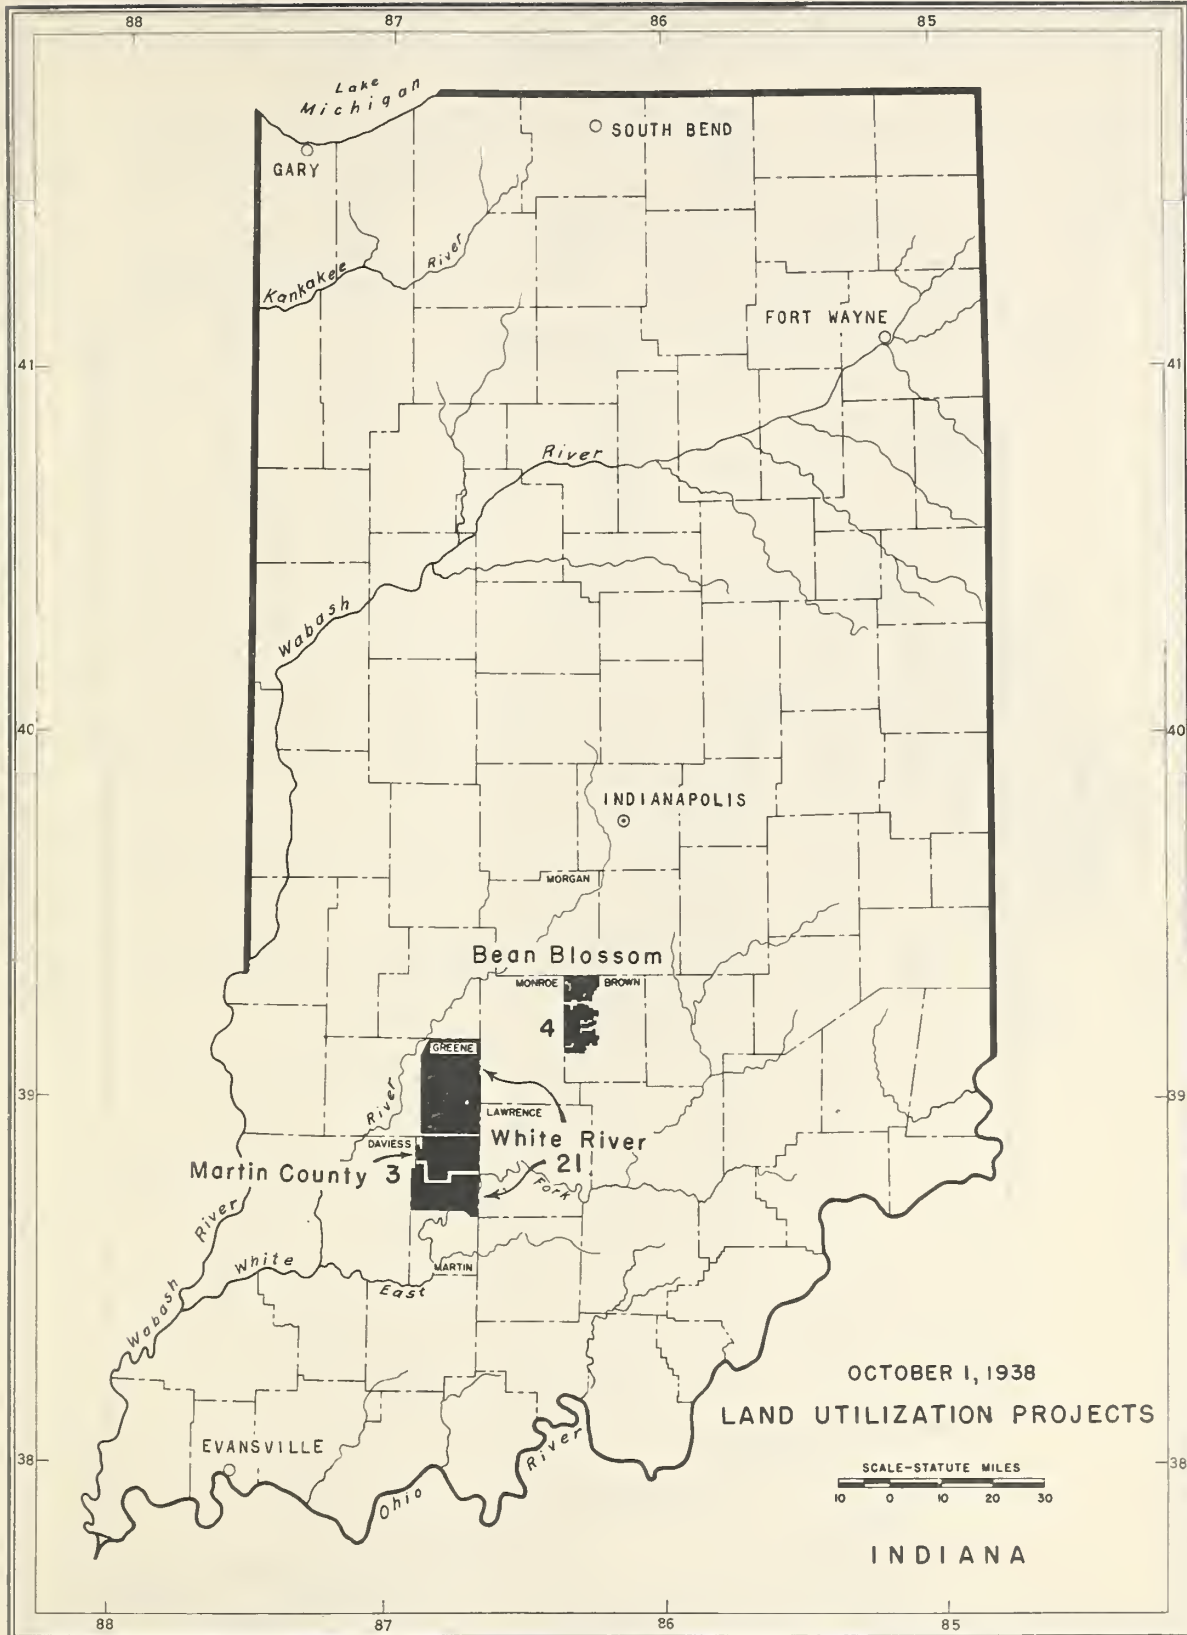 88 87 86 85
Lake
Michigan
SOUTH BEND
GARY
Kankakee River
FORT WAYNE
41 41
River
Wabash
40 40
INDIANAPOLIS
MORGAN
Bean Blossom
MONROE BROWN
4
GREENE
39 39
River
LAWRENCE
DAVIESS
White River
21
Martin County 3
Fork
River
White
MARTIN
East
Wabash
OCTOBER 1, 1938
LAND UTILIZATION PROJECTS
EVANSVILLE
River
38 38
SCALE-STATUTE MILES
10 0 10 20 30
Ohio
INDIANA
88 87 86 85